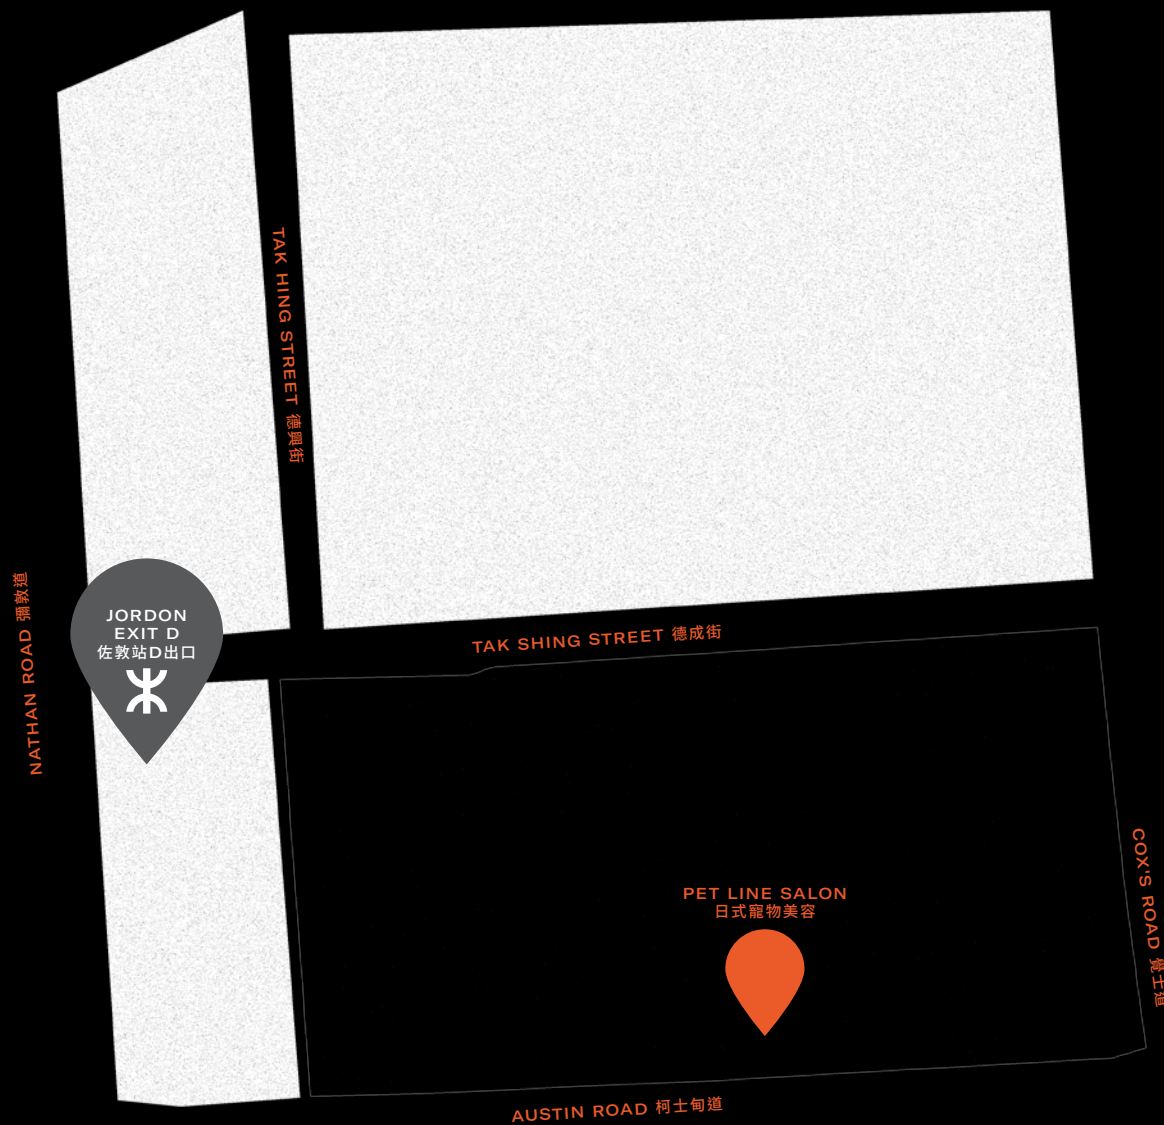 TAK HING STREET 德興街
NATHAN ROAD 彌敦道
JORDON
EXIT D
佐敦站D出口
TAK SHING STREET 德成街
PET LINE SALON
日式寵物美容
COX'S ROAD 覺士道
AUSTIN ROAD 柯士甸道